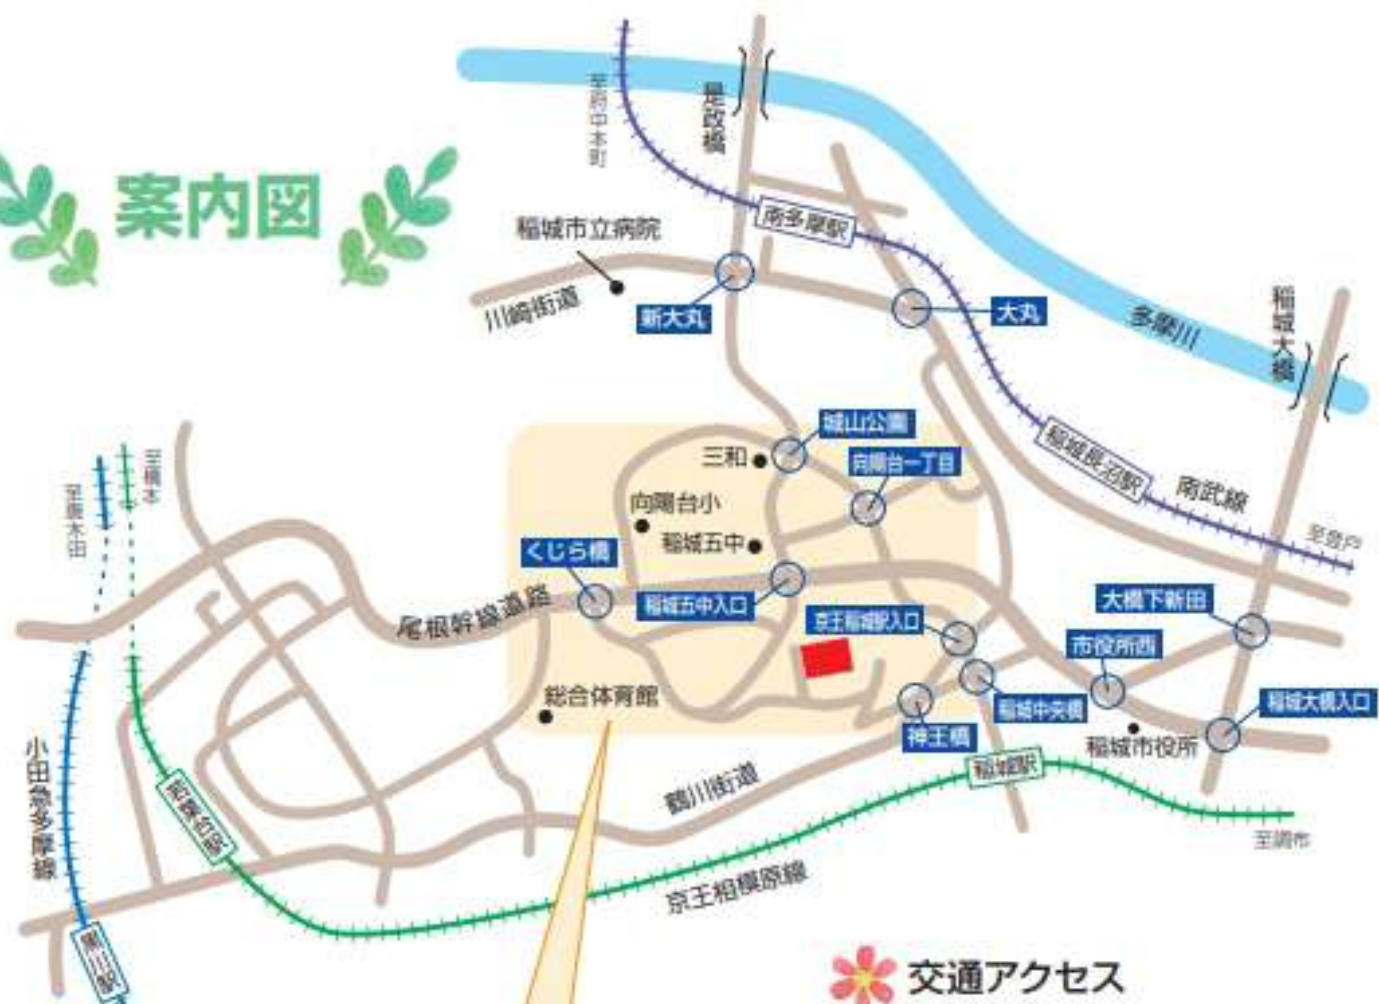 案内図
至府中本町
是政橋
南多摩駅
稲城市立病院
川崎街道
新大丸
大丸
多摩川
稲城大橋
城山公園
三和
向陽台一丁目
稲城長沼駅
南武線
至登戸
至橋本
至唐木田
向陽台小
稲城五中
くじら橋
尾根幹線道路
稲城五中入口
京王稲城駅入口
大橋下新田
市役所西
総合体育館
稲城中央橋
神王橋
稲城市役所
稲城大橋入口
小田急多摩線
若葉台駅
鶴川街道
稲城駅
至調布
京王相模原線
黒川駅
交通アクセス